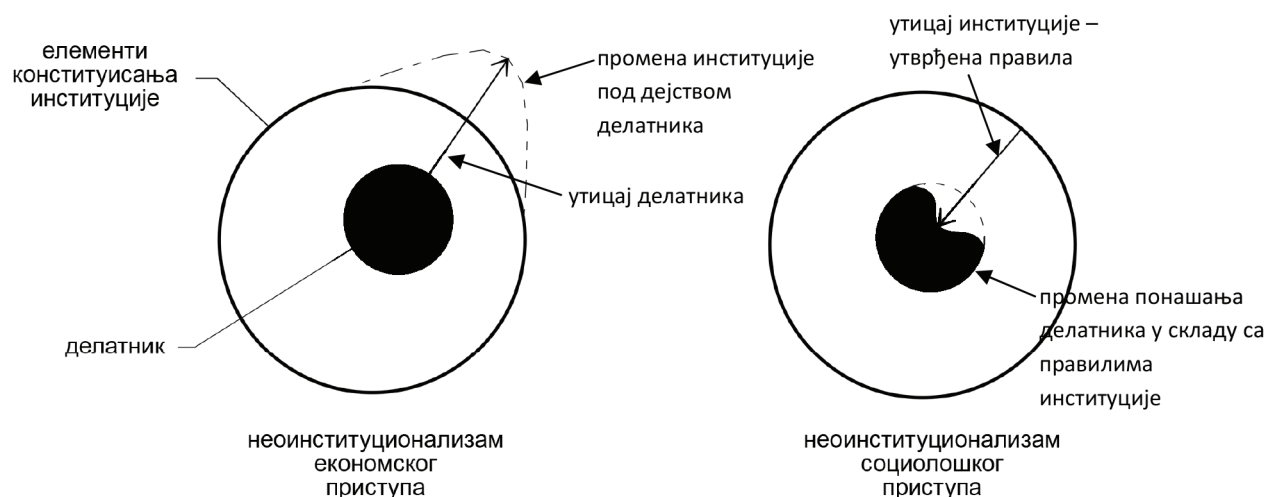 елементи
конституисања
институције
промена институције
под дејством
делатника
утицај делатника
делатник
неоинституционализам
економског
приступа
утицај институције –
утврђена правила
промена понашања
делатника у складу са
правилима
институције
неоинституционализам
социолошког
приступа